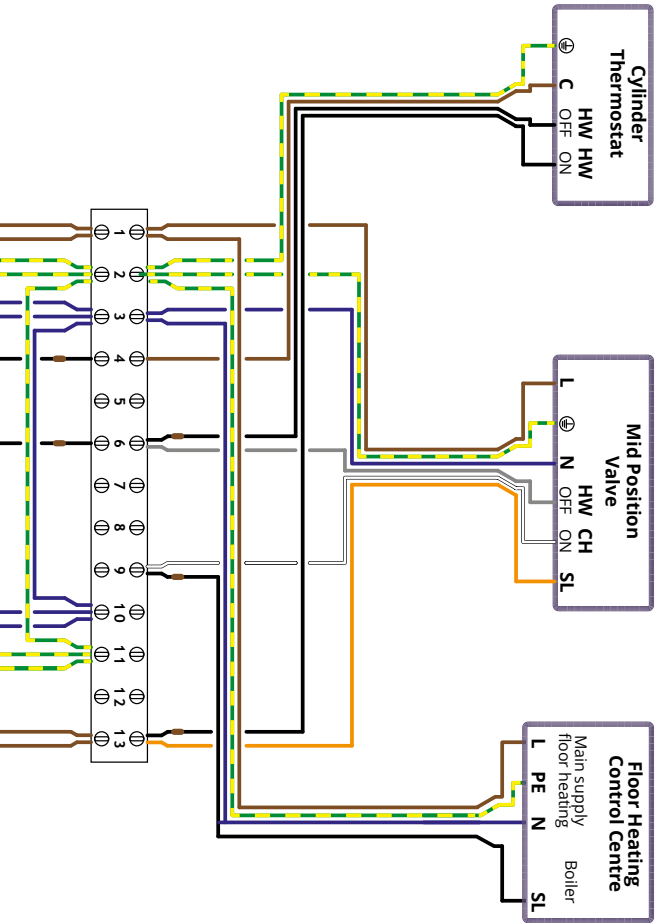 Cylinder
Thermostat
C
HW HW
OFF ON
Mid Position
Valve
L
N
HW CH
OFF ON
SL
Floor Heating
Control Centre
Main supply
floor heating
Boiler
L PE N SL
1 2 3 4 5 6 7 8 9 10 11 12 13